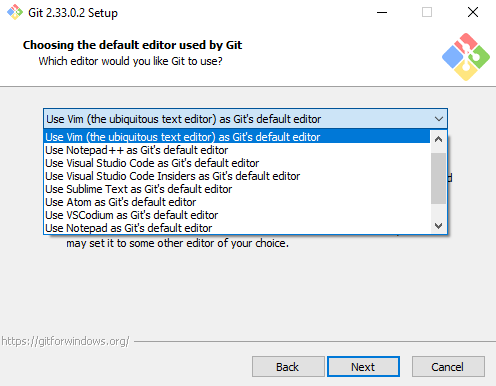 Git 2.33.0.2 Setup
Choosing the default editor used by Git
Which editor would you like Git to use?
Use Vim (the ubiquitous text editor) as Git's default editor
Use Vim (the ubiquitous text editor) as Git's default editor
Use Notepad++ as Git's default editor
Use Visual Studio Code as Git's default editor
Use Visual Studio Code Insiders as Git's default editor
Use Sublime Text as Git's default editor
Use Atom as Git's default editor
Use VSCodium as Git's default editor
Use Notepad as Git's default editor
may set it to some other editor of your choice.
https://gitforwindows.org/
Back
Next
Cancel